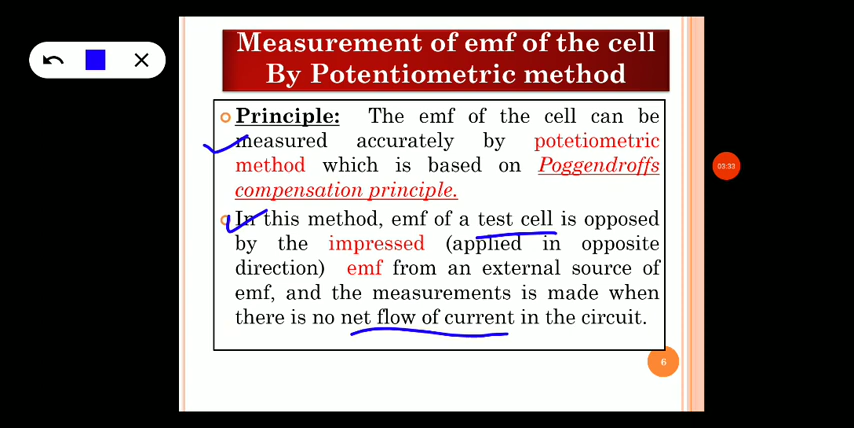 Measurement of emf of the cell
By Potentiometric method
Principle: The emf of the cell can be
measured accurately by potetiometric
method which is based on Poggendroffs
compensation principle.
In this method, emf of a test cell is opposed
by the impressed (applied in opposite
direction) emf from an external source of
emf, and the measurements is made when
there is no net flow of current in the circuit.
03:33
6